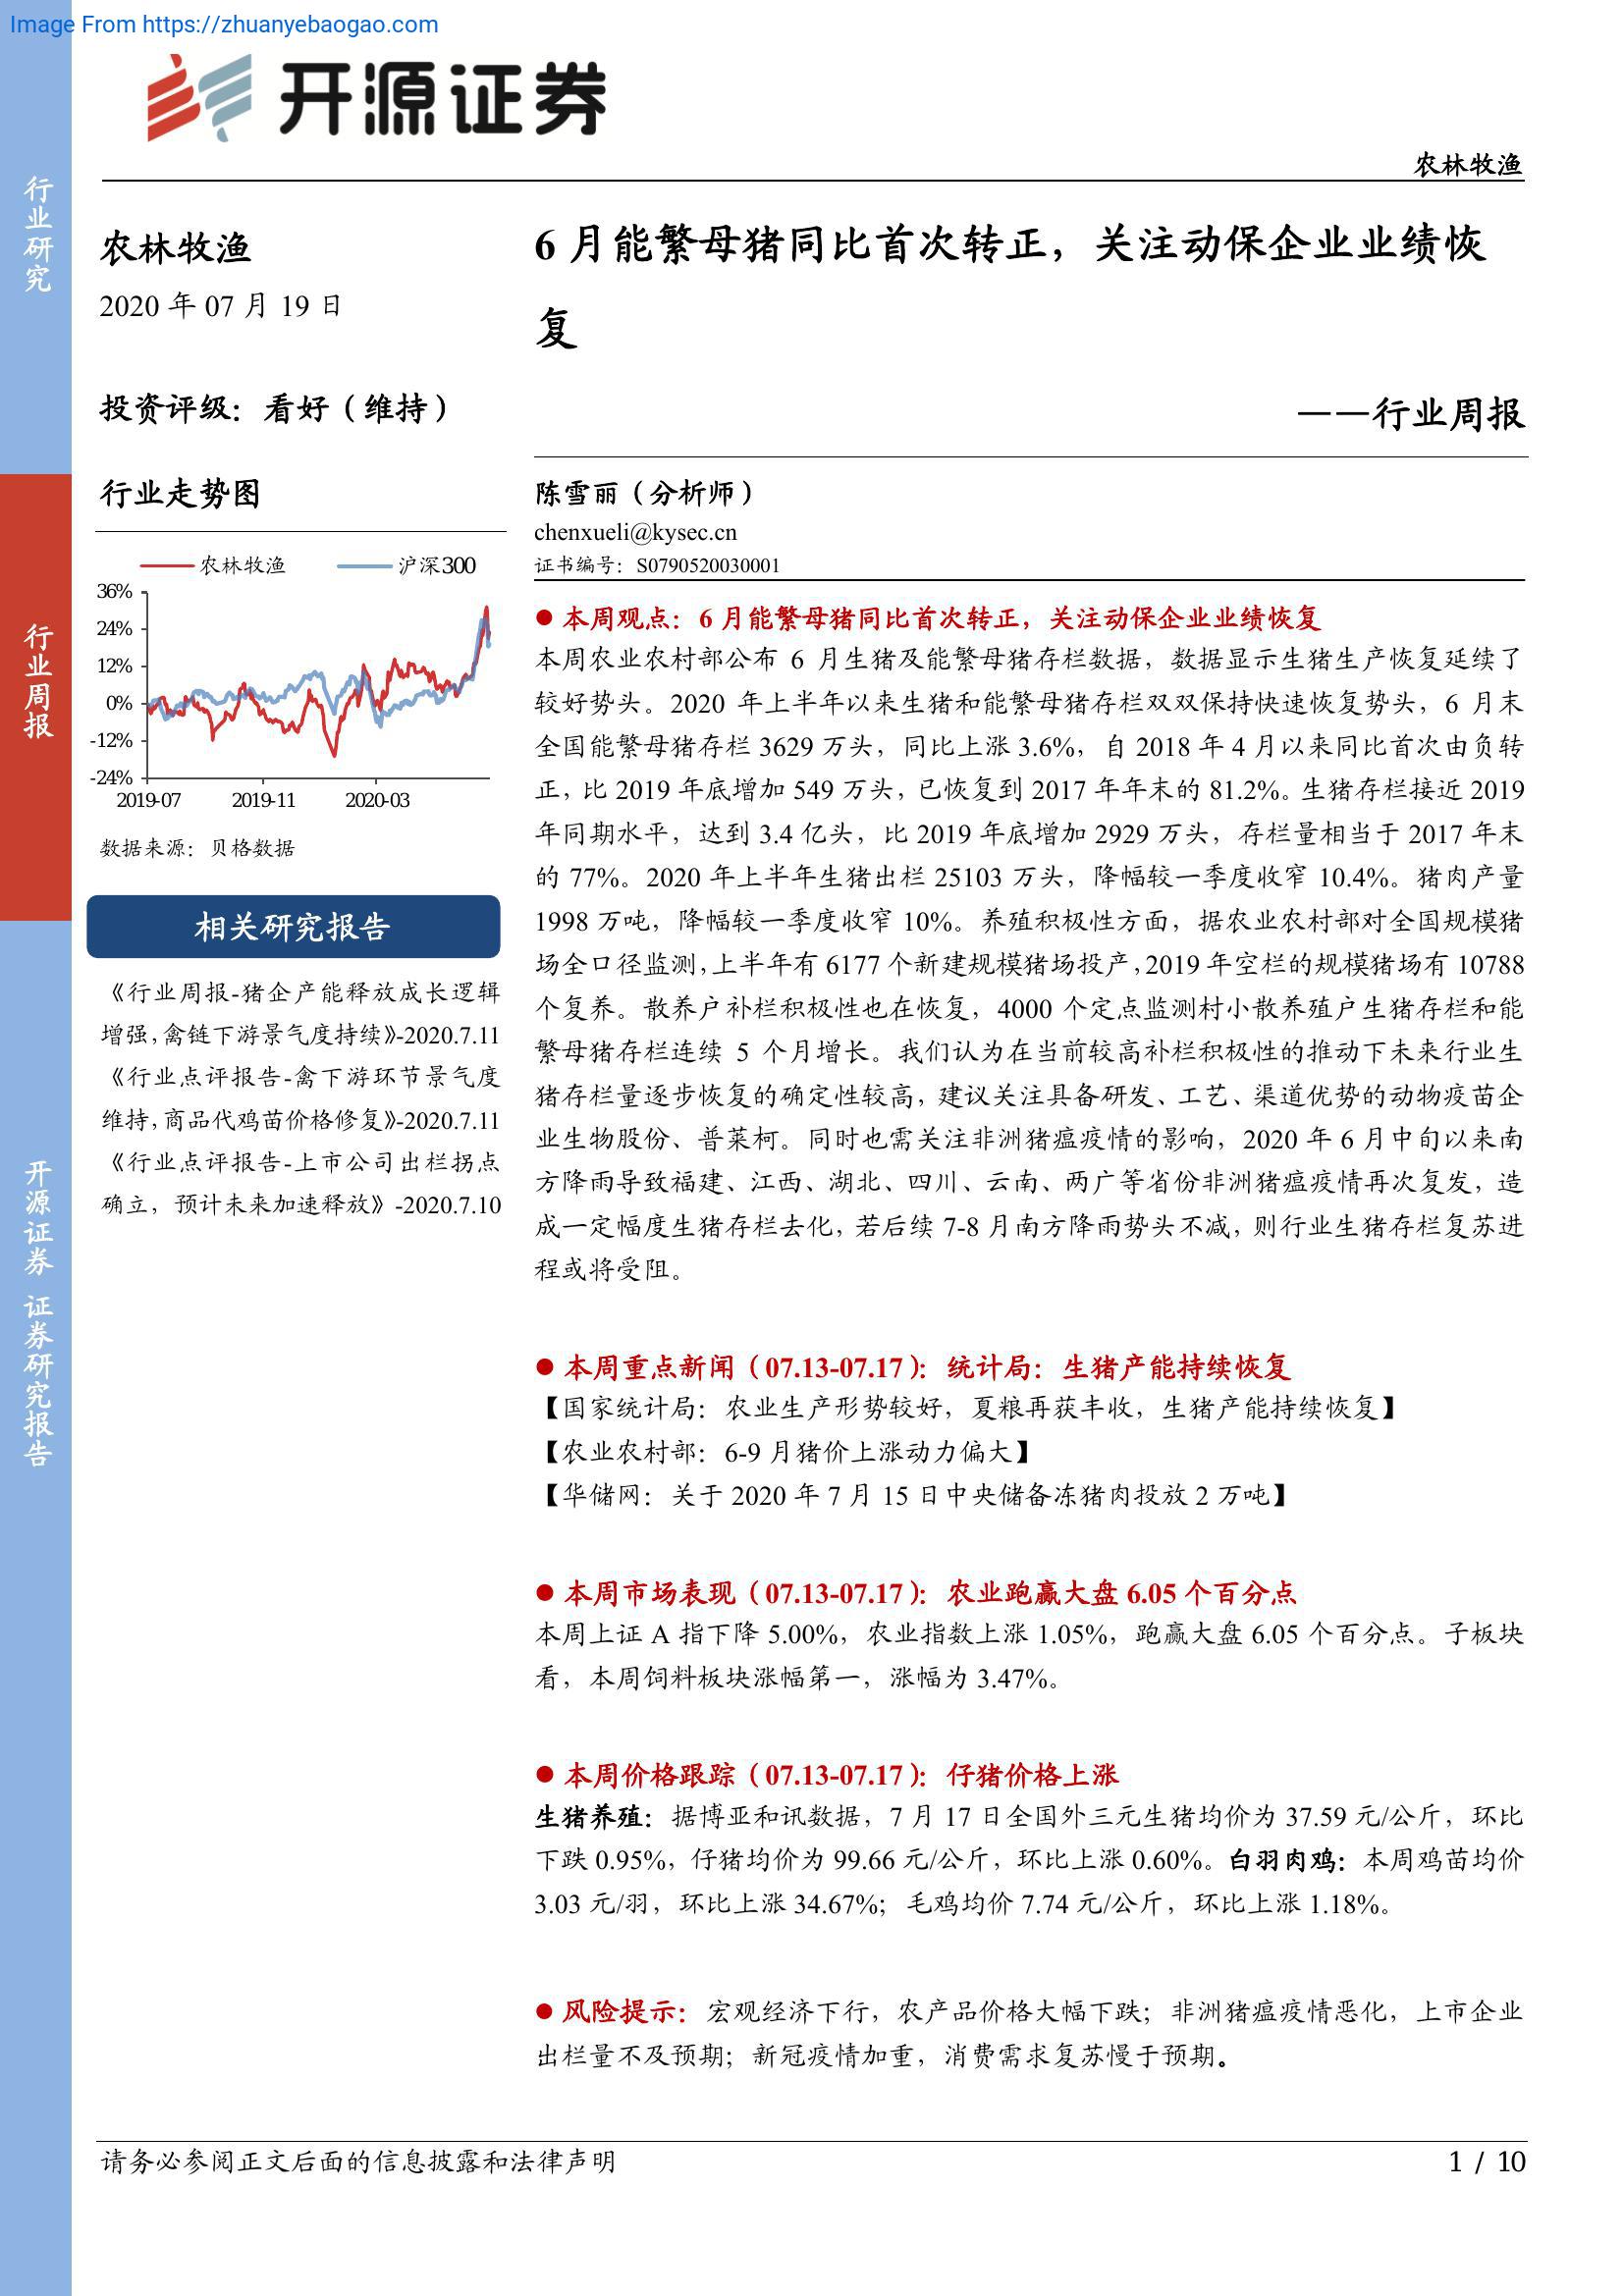 Image From https://zhuanyebaogao.com
开源证券
农林牧渔
行业研究
行业周报
开源证券 证券研究报告
农林牧渔
2020 年 07 月 19 日
投资评级：看好（维持）
行业走势图
农林牧渔 沪深300
36%
24%
12%
0%
-12%
-24%
2019-07 2019-11 2020-03
数据来源：贝格数据
相关研究报告
《行业周报-猪企产能释放成长逻辑
增强，禽链下游景气度持续》-2020.7.11
《行业点评报告-禽下游环节景气度
维持，商品代鸡苗价格修复》-2020.7.11
《行业点评报告-上市公司出栏拐点
确立，预计未来加速释放》-2020.7.10
6 月能繁母猪同比首次转正，关注动保企业业绩恢
复
——行业周报
陈雪丽（分析师）
chenxueli@kysec.cn
证书编号：S0790520030001
● 本周观点：6 月能繁母猪同比首次转正，关注动保企业业绩恢复
本周农业农村部公布 6 月生猪及能繁母猪存栏数据，数据显示生猪生产恢复延续了
较好势头。2020 年上半年以来生猪和能繁母猪存栏双双保持快速恢复势头，6 月末
全国能繁母猪存栏 3629 万头，同比上涨 3.6%，自 2018 年 4 月以来同比首次由负转
正，比 2019 年底增加 549 万头，已恢复到 2017 年年末的 81.2%。生猪存栏接近 2019
年同期水平，达到 3.4 亿头，比 2019 年底增加 2929 万头，存栏量相当于 2017 年末
的 77%。2020 年上半年生猪出栏 25103 万头，降幅较一季度收窄 10.4%。猪肉产量
1998 万吨，降幅较一季度收窄 10%。养殖积极性方面，据农业农村部对全国规模猪
场全口径监测，上半年有 6177 个新建规模猪场投产，2019 年空栏的规模猪场有 10788
个复养。散养户补栏积极性也在恢复，4000 个定点监测村小散养殖户生猪存栏和能
繁母猪存栏连续 5 个月增长。我们认为在当前较高补栏积极性的推动下未来行业生
猪存栏量逐步恢复的确定性较高，建议关注具备研发、工艺、渠道优势的动物疫苗企
业生物股份、普莱柯。同时也需关注非洲猪瘟疫情的影响，2020 年 6 月中旬以来南
方降雨导致福建、江西、湖北、四川、云南、两广等省份非洲猪瘟疫情再次复发，造
成一定幅度生猪存栏去化，若后续 7-8 月南方降雨势头不减，则行业生猪存栏复苏进
程或将受阻。
● 本周重点新闻（07.13-07.17）：统计局：生猪产能持续恢复
【国家统计局：农业生产形势较好，夏粮再获丰收，生猪产能持续恢复】
【农业农村部：6-9 月猪价上涨动力偏大】
【华储网：关于 2020 年 7 月 15 日中央储备冻猪肉投放 2 万吨】
● 本周市场表现（07.13-07.17）：农业跑赢大盘 6.05 个百分点
本周上证 A 指下降 5.00%，农业指数上涨 1.05%，跑赢大盘 6.05 个百分点。子板块
看，本周饲料板块涨幅第一，涨幅为 3.47%。
● 本周价格跟踪（07.13-07.17）：仔猪价格上涨
生猪养殖：据博亚和讯数据，7 月 17 日全国外三元生猪均价为 37.59 元/公斤，环比
下跌 0.95%，仔猪均价为 99.66 元/公斤，环比上涨 0.60%。白羽肉鸡：本周鸡苗均价
3.03 元/羽，环比上涨 34.67%；毛鸡均价 7.74 元/公斤，环比上涨 1.18%。
● 风险提示：宏观经济下行，农产品价格大幅下跌；非洲猪瘟疫情恶化，上市企业
出栏量不及预期；新冠疫情加重，消费需求复苏慢于预期。
请务必参阅正文后面的信息披露和法律声明
1 / 10